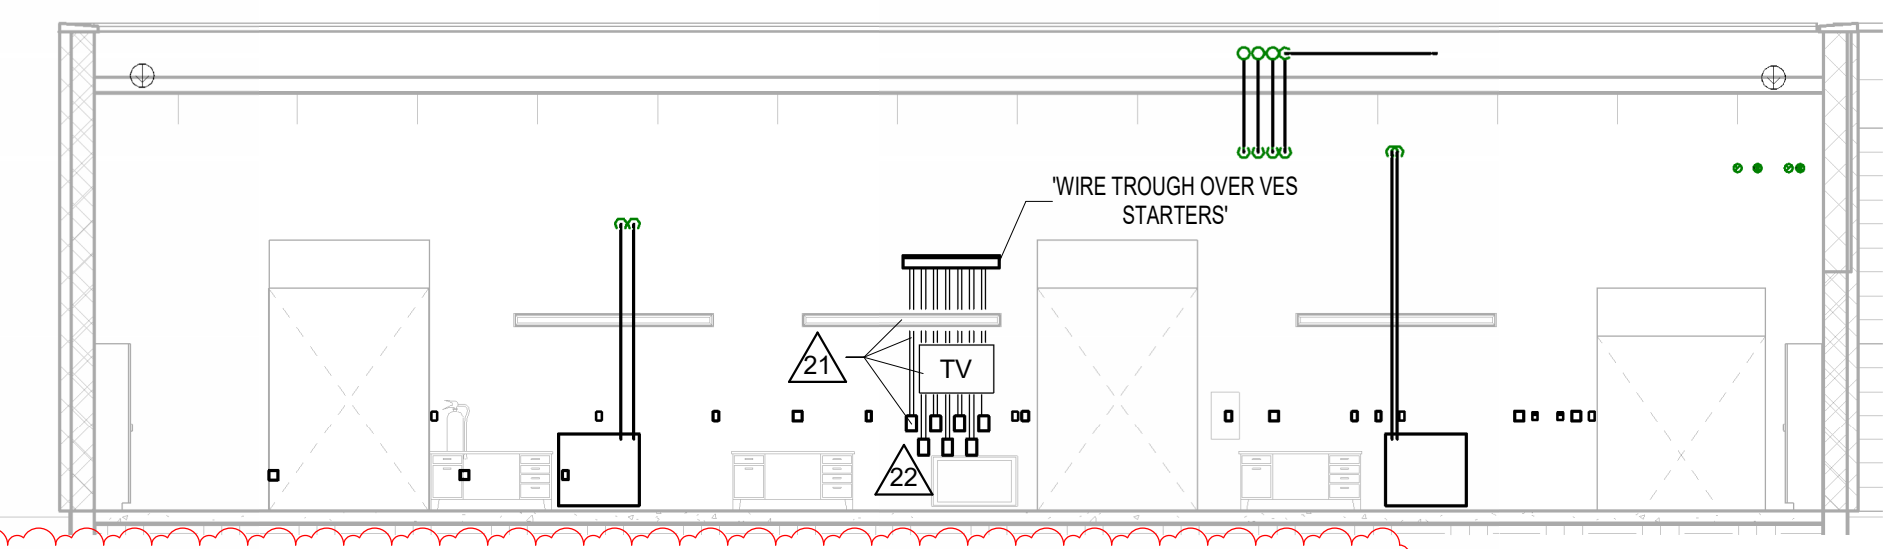 'WIRE TROUGH OVER VES
STARTERS'
21
TV
22